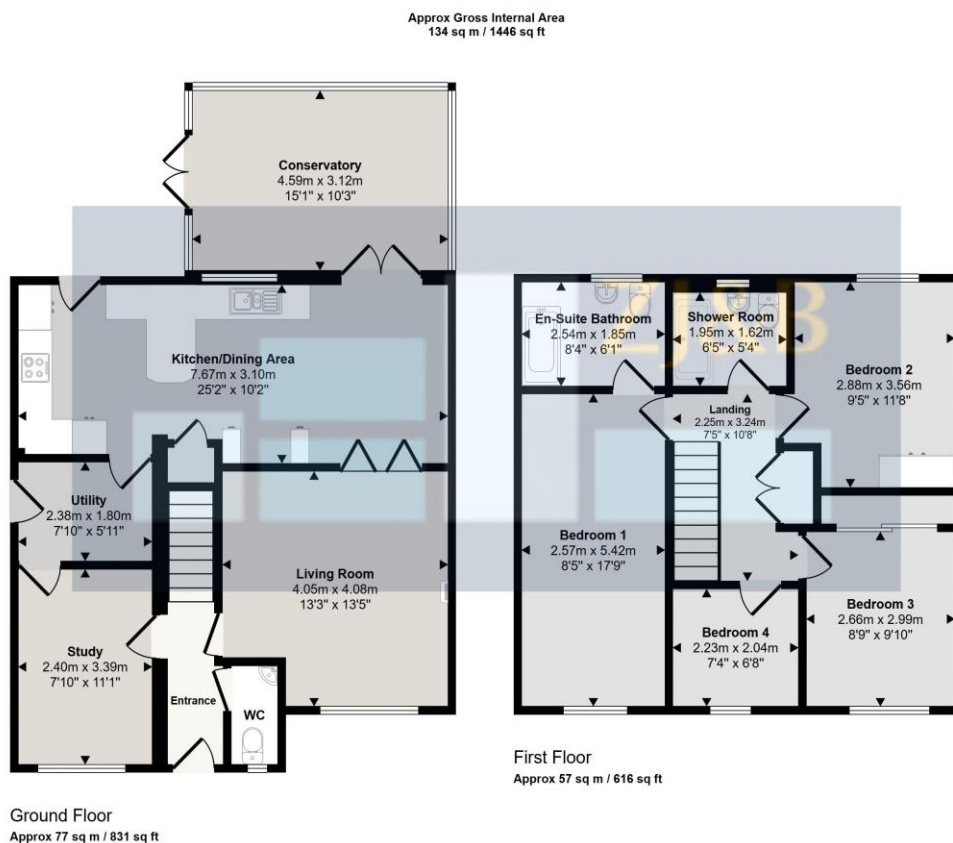 Approx Gross Internal Area
134 sq m / 1446 sq ft
Conservatory
4.59m x 3.12m
15'1" x 10'3"
Kitchen/Dining Area
7.67m x 3.10m
25'2" x 10'2"
Utility
2.38m x 1.80m
7'10" x 5'11"
Living Room
4.05m x 4.08m
13'3" x 13'5"
Study
2.40m x 3.39m
7'10" x 11'1"
Entrance
WC
Ground Floor
Approx 77 sq m / 831 sq ft
En-Suite Bathroom
2.54m x 1.85m
8'4" x 6'1"
Shower Room
1.95m x 1.62m
6'5" x 5'4"
Bedroom 2
2.88m x 3.56m
9'5" x 11'8"
Landing
2.25m x 3.24m
7'5" x 10'8"
Bedroom 1
2.57m x 5.42m
8'5" x 17'9"
Bedroom 3
2.66m x 2.99m
8'9" x 9'10"
Bedroom 4
2.23m x 2.04m
7'4" x 6'8"
First Floor
Approx 57 sq m / 616 sq ft